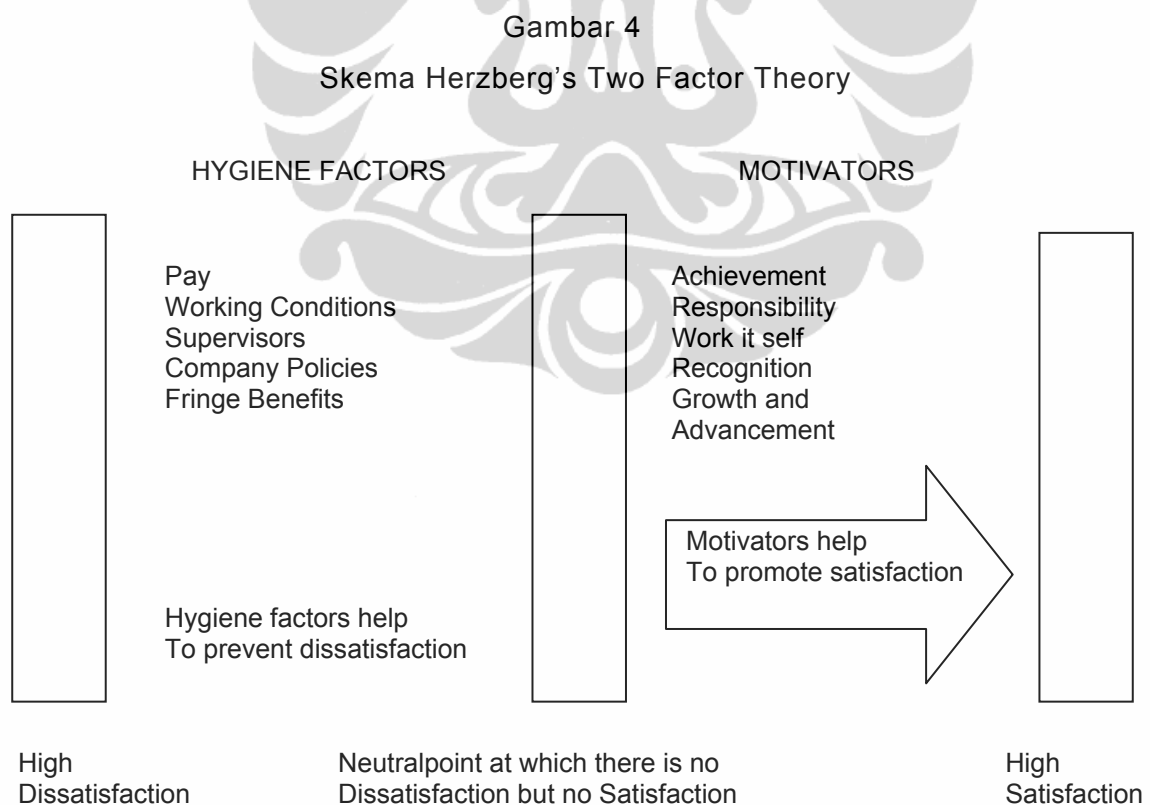 Gambar 4
Skema Herzberg's Two Factor Theory
HYGIENE FACTORS
MOTIVATORS
Pay
Working Conditions
Supervisors
Company Policies
Fringe Benefits
Achievement
Responsibility
Work it self
Recognition
Growth and
Advancement
Motivators help
To promote satisfaction
Hygiene factors help
To prevent dissatisfaction
High
Dissatisfaction
Neutralpoint at which there is no
Dissatisfaction but no Satisfaction
High
Satisfaction